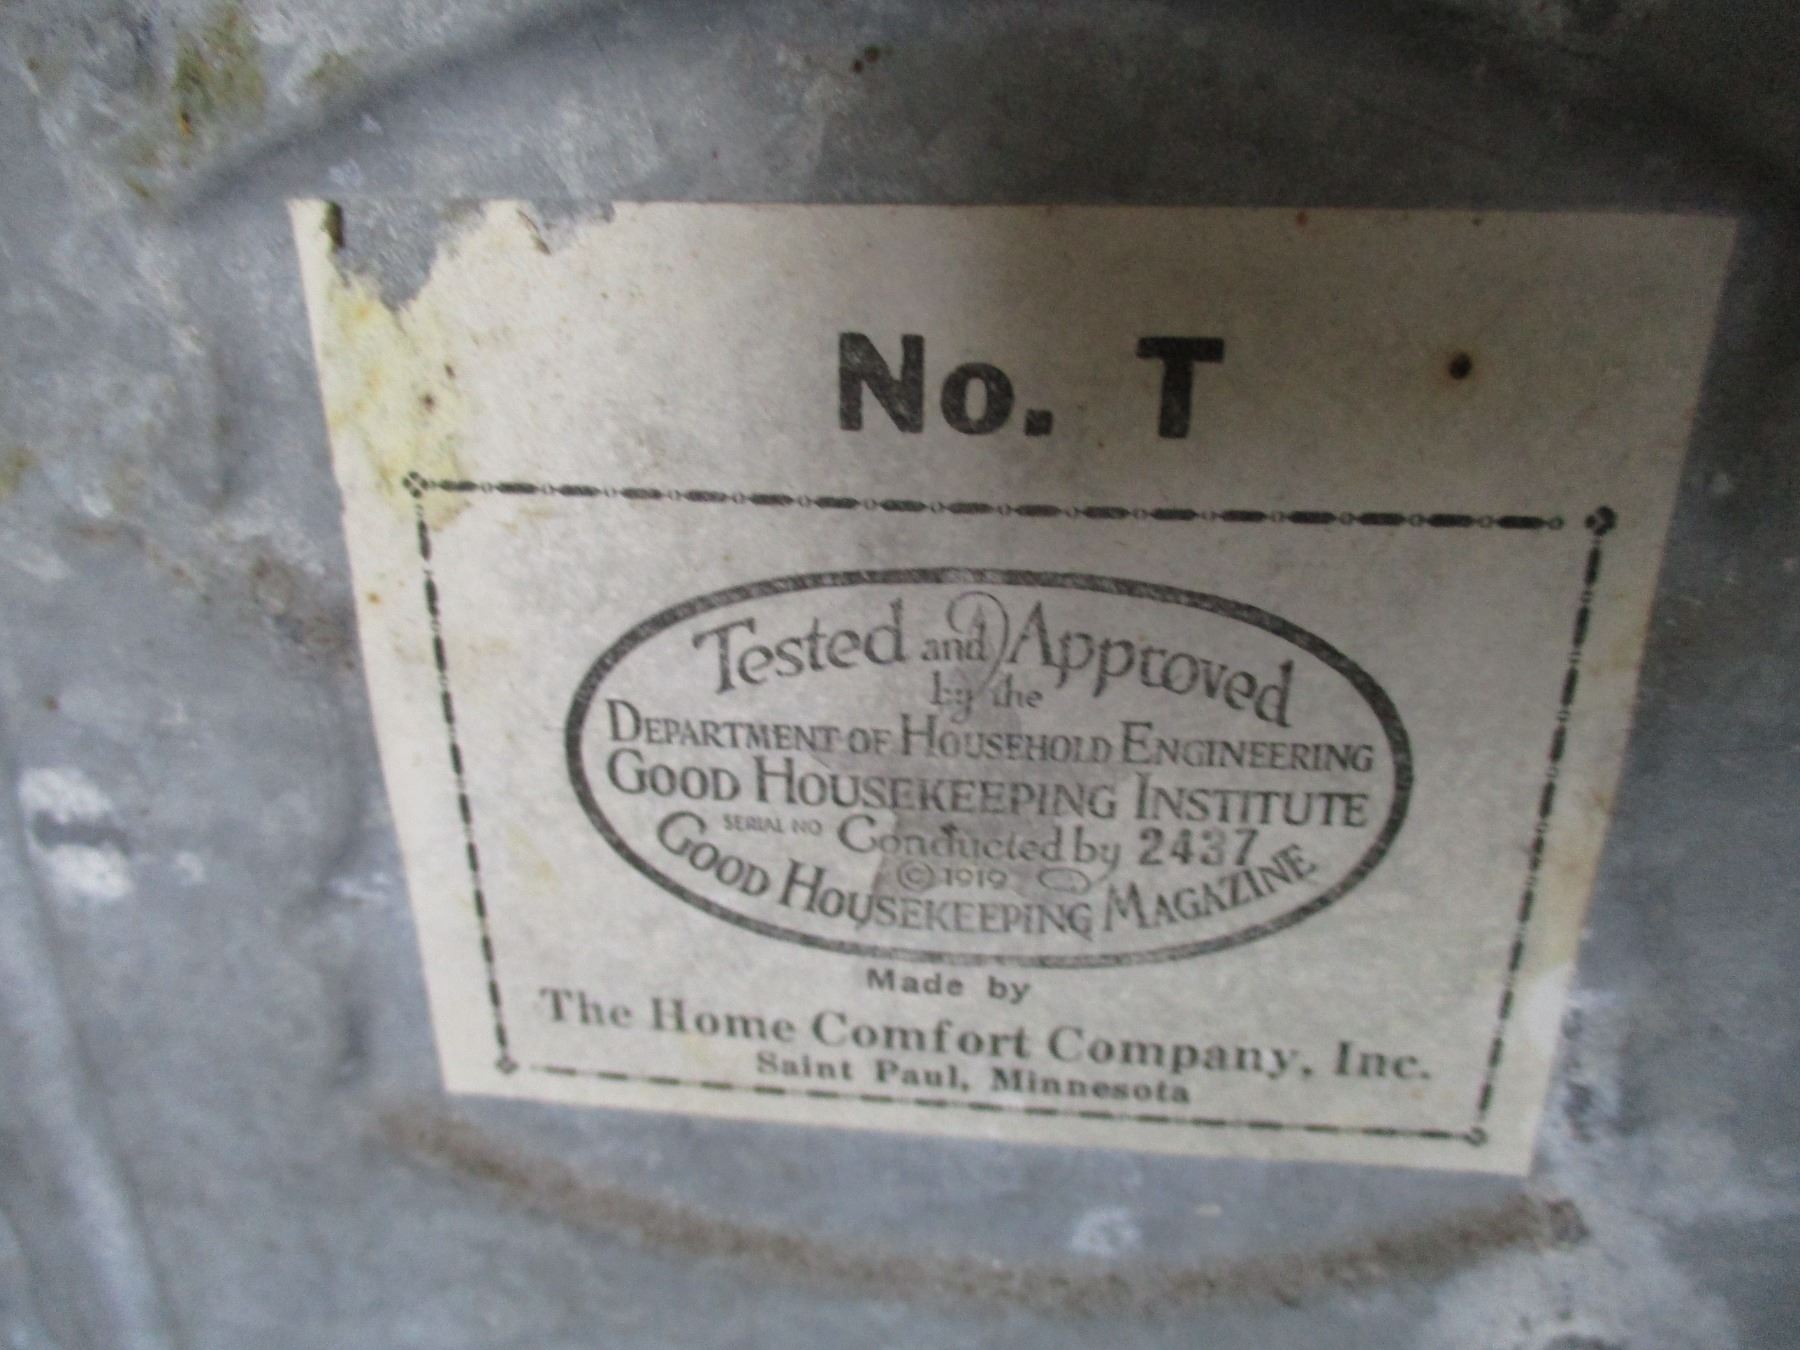 No. T
Tested and Approved
by the
DEPARTMENT OF HOUSEHOLD ENGINEERING
GOOD HOUSEKEEPING INSTITUTE
SERIAL NO Conducted by 2437
© 1919
GOOD HOUSEKEEPING MAGAZINE
Made by
The Home Comfort Company, Inc.
Saint Paul, Minnesota